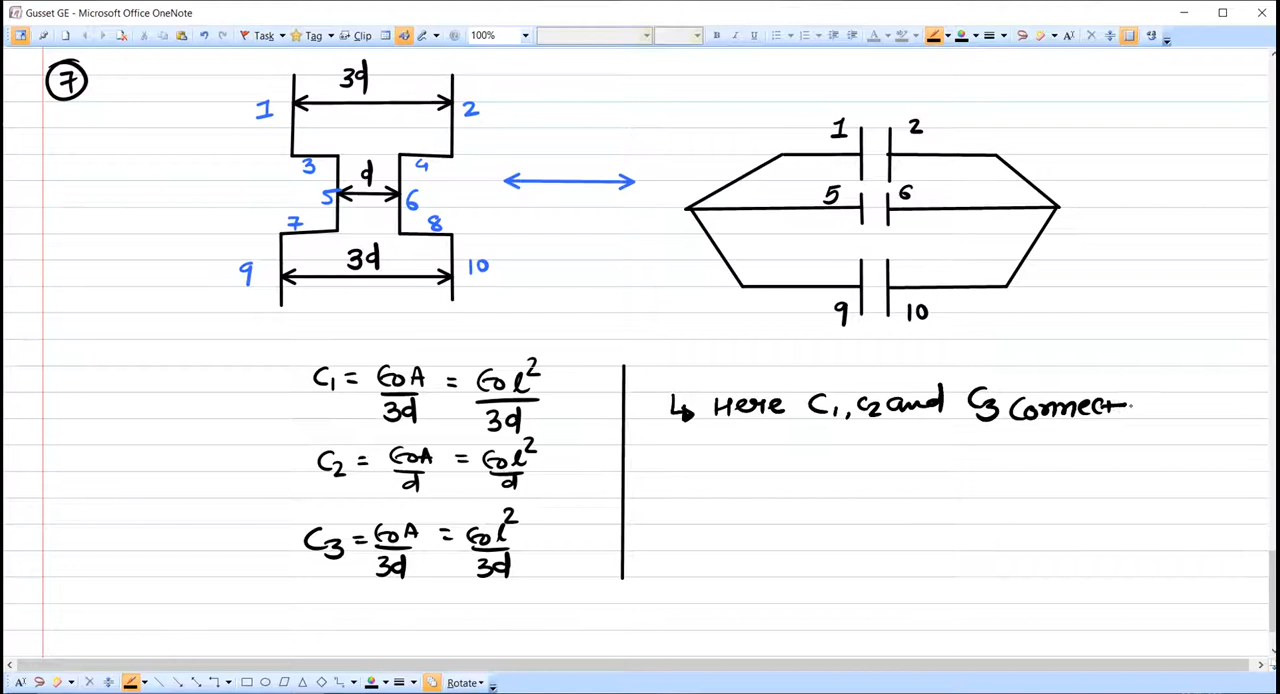 Gusset GE - Microsoft Office OneNote
Task Tag Clip 100% B I U A A
7
3d
1 2
3 4
d
5 6
7 8
3d
9 10
1 2
5 6
9 10
C1 = ϵ0A/3d = ϵ0l²/3d
C2 = ϵ0A/d = ϵ0l²/d
C3 = ϵ0A/3d = ϵ0l²/3d
↳ Here C1, C2 and C3 connect
Rotate